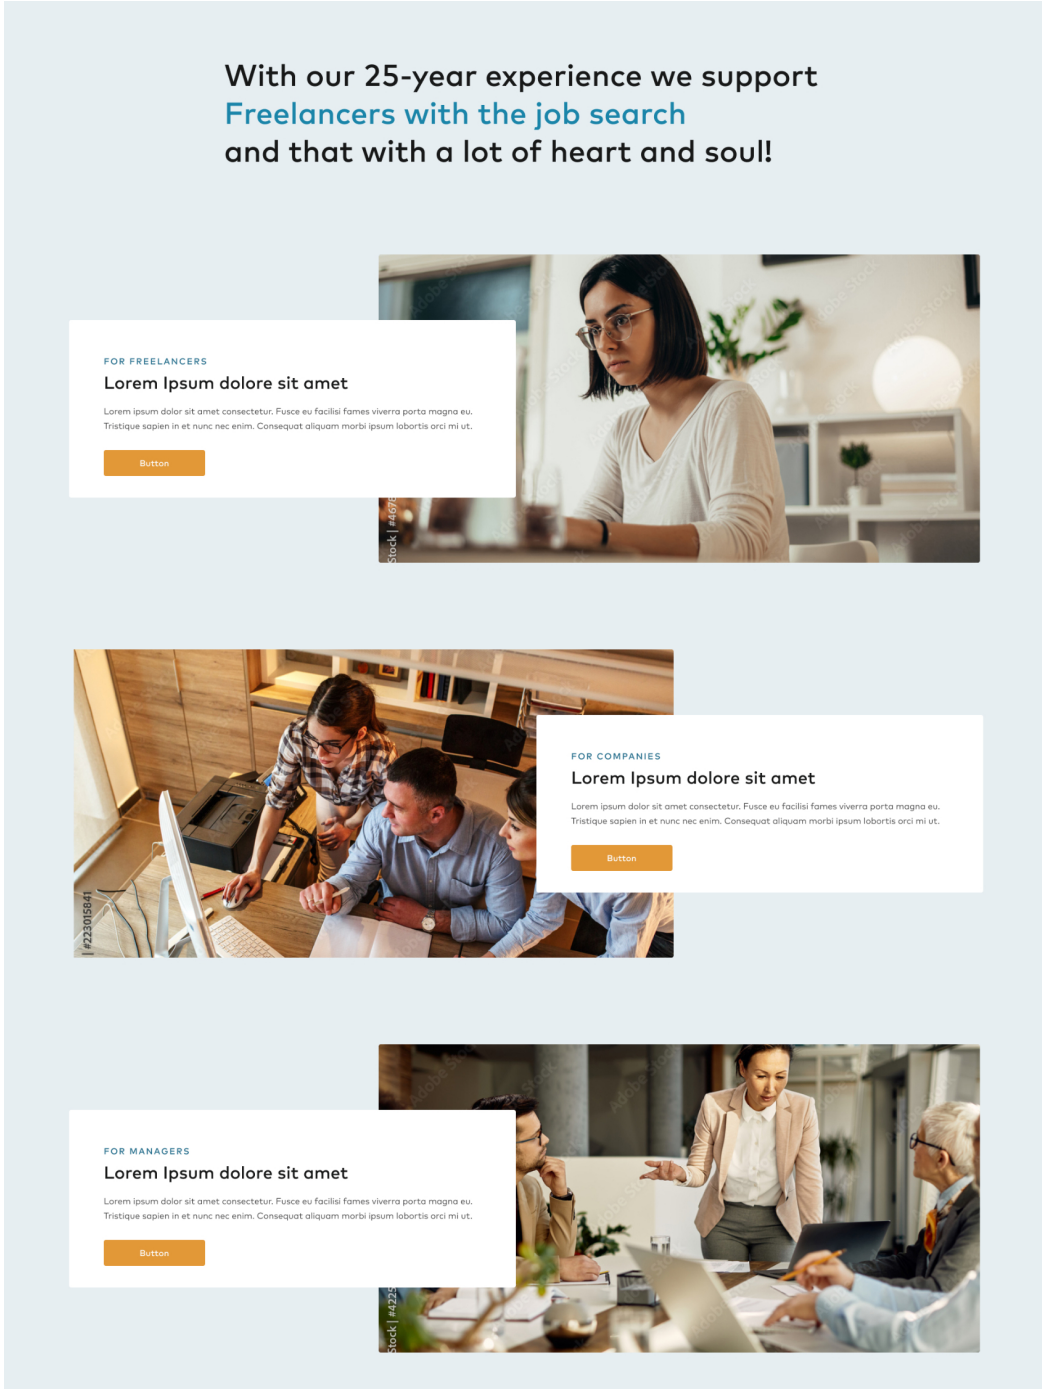 With our 25-year experience we support
Freelancers with the job search
and that with a lot of heart and soul!
FOR FREELANCERS
Lorem Ipsum dolore sit amet
Lorem ipsum dolor sit amet consectetur. Fusce eu facilisi fames viverra porta magna eu.
Tristique sapien in et nunc nec enim. Consequat aliquam morbi ipsum lobortis orci mi ut.
Button
Stock | #467
| #223015841
FOR COMPANIES
Lorem Ipsum dolore sit amet
Lorem ipsum dolor sit amet consectetur. Fusce eu facilisi fames viverra porta magna eu.
Tristique sapien in et nunc nec enim. Consequat aliquam morbi ipsum lobortis orci mi ut.
Button
FOR MANAGERS
Lorem Ipsum dolore sit amet
Lorem ipsum dolor sit amet consectetur. Fusce eu facilisi fames viverra porta magna eu.
Tristique sapien in et nunc nec enim. Consequat aliquam morbi ipsum lobortis orci mi ut.
Button
Stock | #422